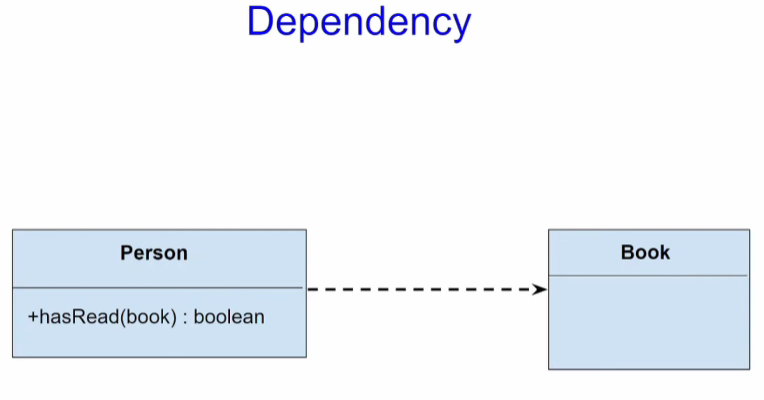 Dependency
Person
Book
+hasRead(book) : boolean